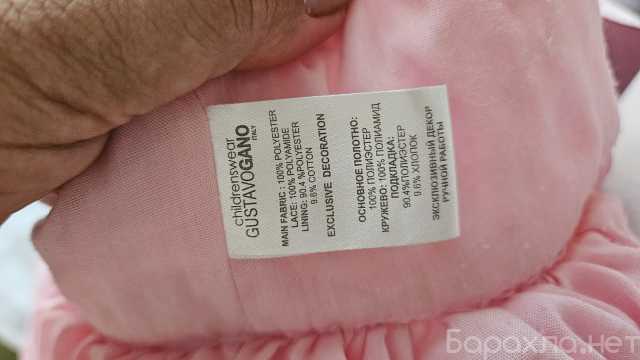 childrenswear
GUSTAVOGANO
ITALY
MAIN FABRIC : 100% POLYESTER
LACE: 100% POLYAMIDE
LINING: 90.4 %POLYESTER
9.6% COTTON
EXCLUSIVE DECORATION
ОСНОВНОЕ ПОЛОТНО:
100% ПОЛИЭСТЕР
КРУЖЕВО: 100% ПОЛИАМИД
ПОДКЛАДКА:
90.4%ПОЛИЭСТЕР
9.6% ХЛОПОК
ЭКСКЛЮЗИВНЫЙ ДЕКОР
РУЧНОЙ РАБОТЫ
Барахла.нет